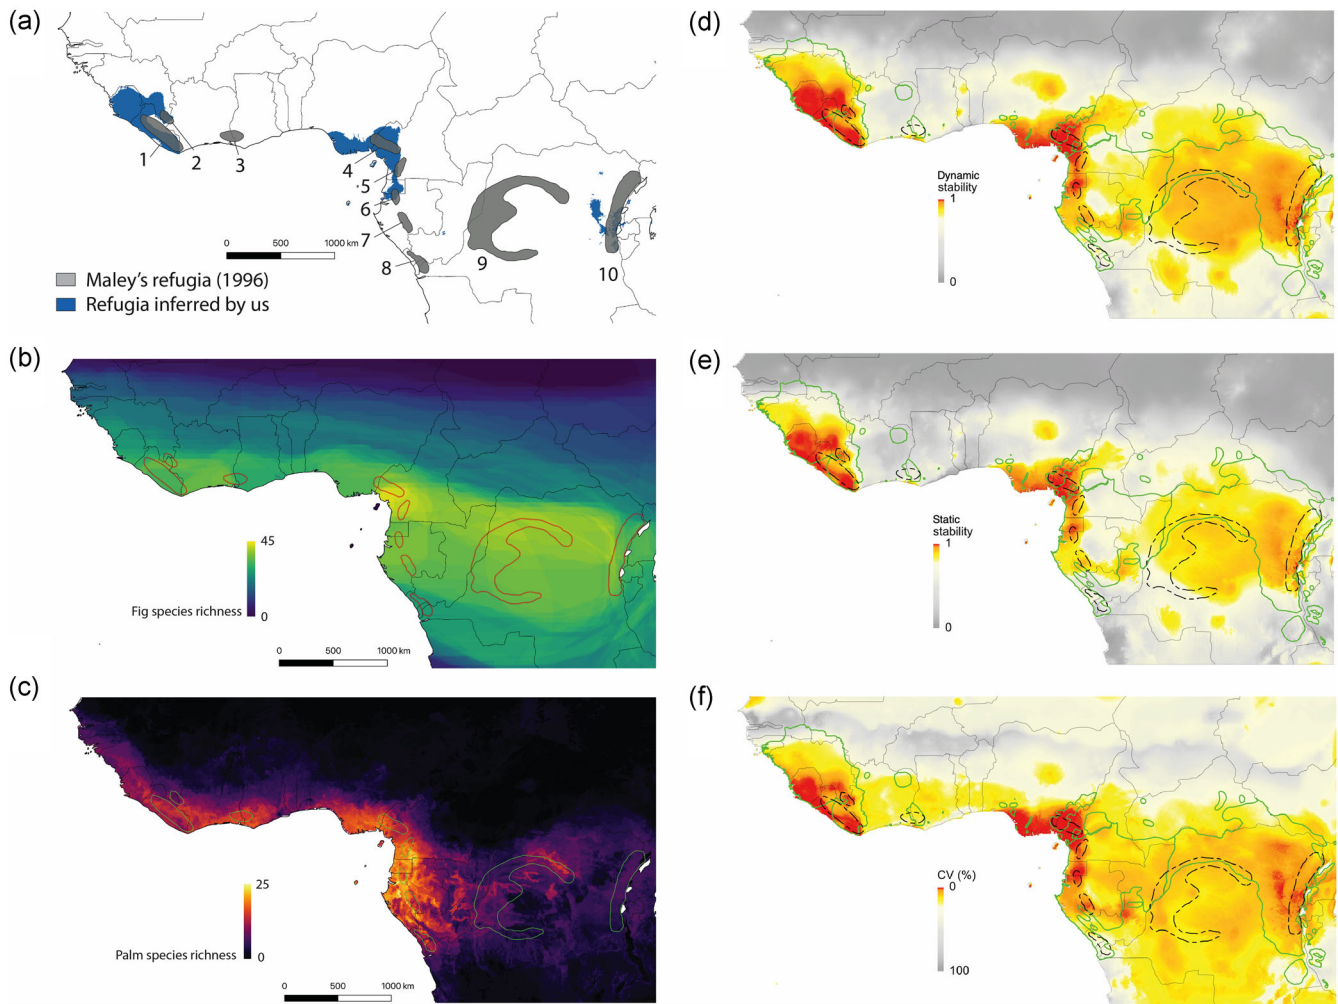 (a)
1
2
3
4
5
6
7
8
9
10
0 500 1000 km
Maley's refugia (1996)
Refugia inferred by us
(b)
45
Fig species richness
0
0 500 1000 km
(c)
25
Palm species richness
0
0 500 1000 km
(d)
Dynamic
stability
1
0
(e)
Static
stability
1
0
(f)
CV (%)
0
100